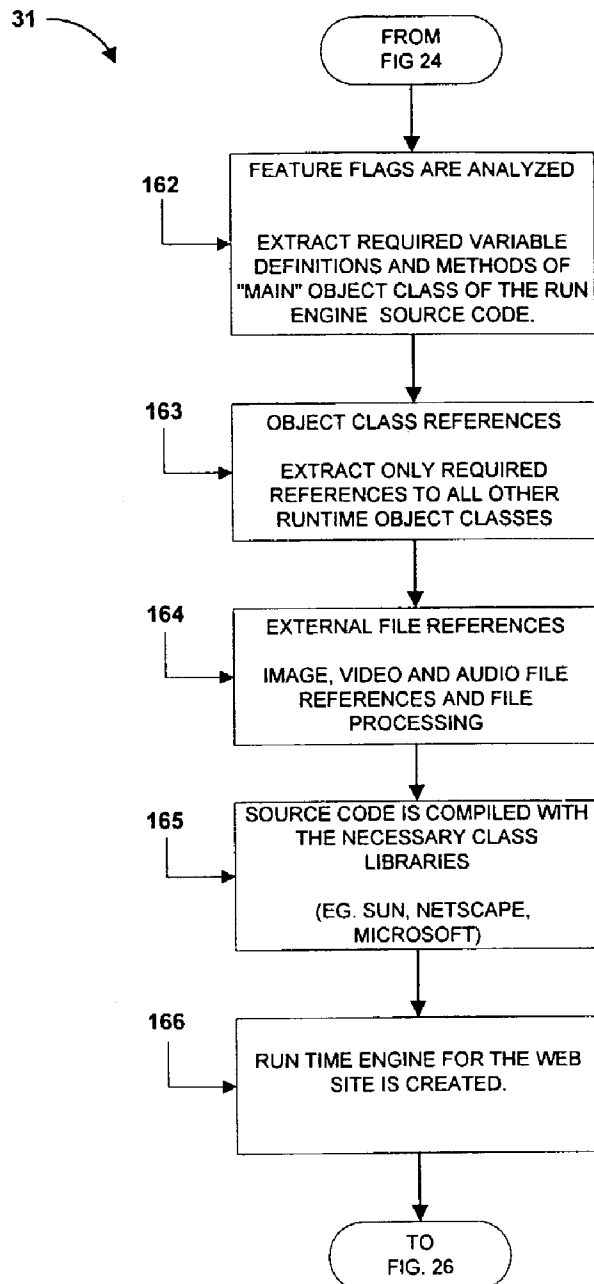 31
FROM
FIG 24
162
FEATURE FLAGS ARE ANALYZED
EXTRACT REQUIRED VARIABLE
DEFINITIONS AND METHODS OF
"MAIN" OBJECT CLASS OF THE RUN
ENGINE SOURCE CODE.
163
OBJECT CLASS REFERENCES
EXTRACT ONLY REQUIRED
REFERENCES TO ALL OTHER
RUNTIME OBJECT CLASSES
164
EXTERNAL FILE REFERENCES
IMAGE, VIDEO AND AUDIO FILE
REFERENCES AND FILE
PROCESSING
165
SOURCE CODE IS COMPILED WITH
THE NECESSARY CLASS
LIBRARIES
(EG. SUN, NETSCAPE,
MICROSOFT)
166
RUN TIME ENGINE FOR THE WEB
SITE IS CREATED.
TO
FIG. 26